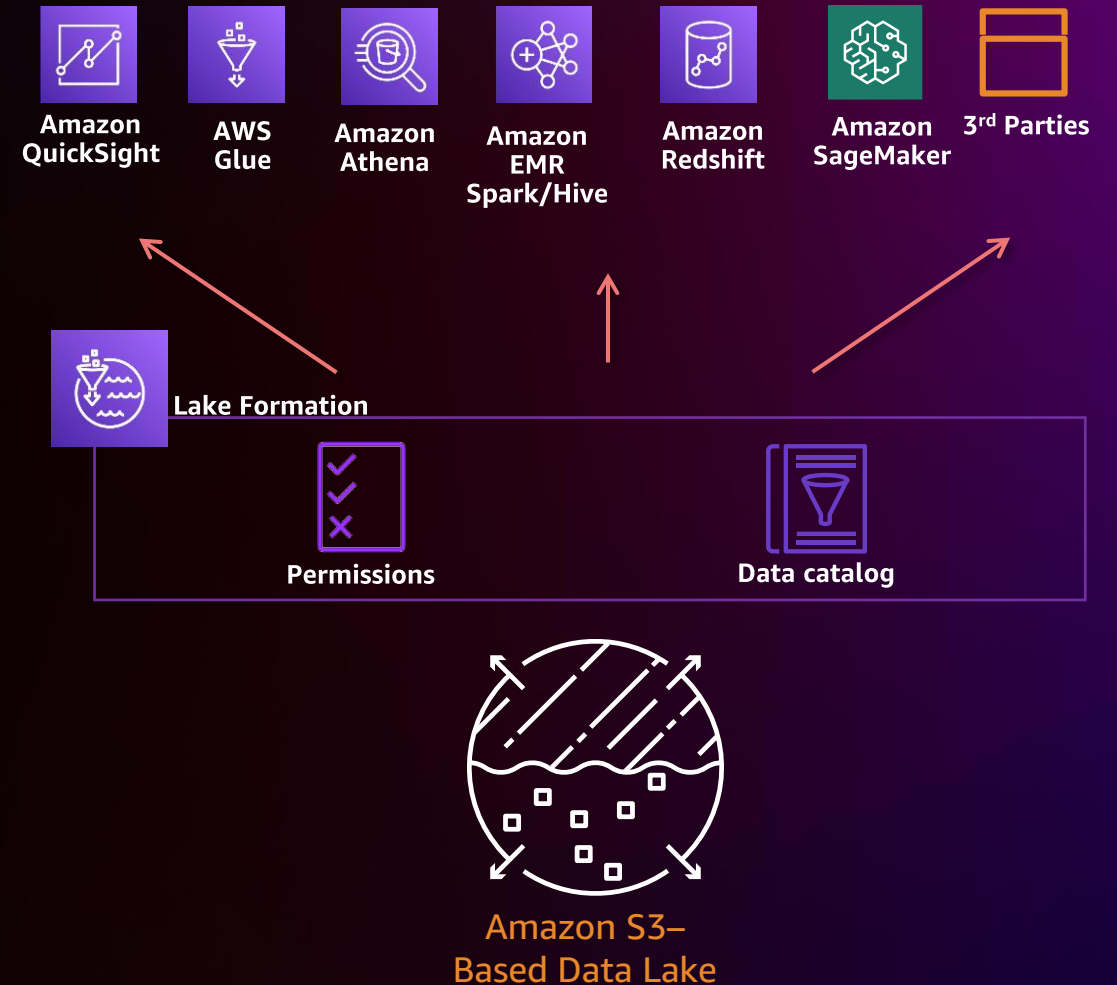 Amazon
QuickSight
AWS
Glue
Amazon
Athena
Amazon
EMR
Spark/Hive
Amazon
Redshift
Amazon
SageMaker
3rd Parties
Lake Formation
Permissions
Data catalog
Amazon S3–
Based Data Lake